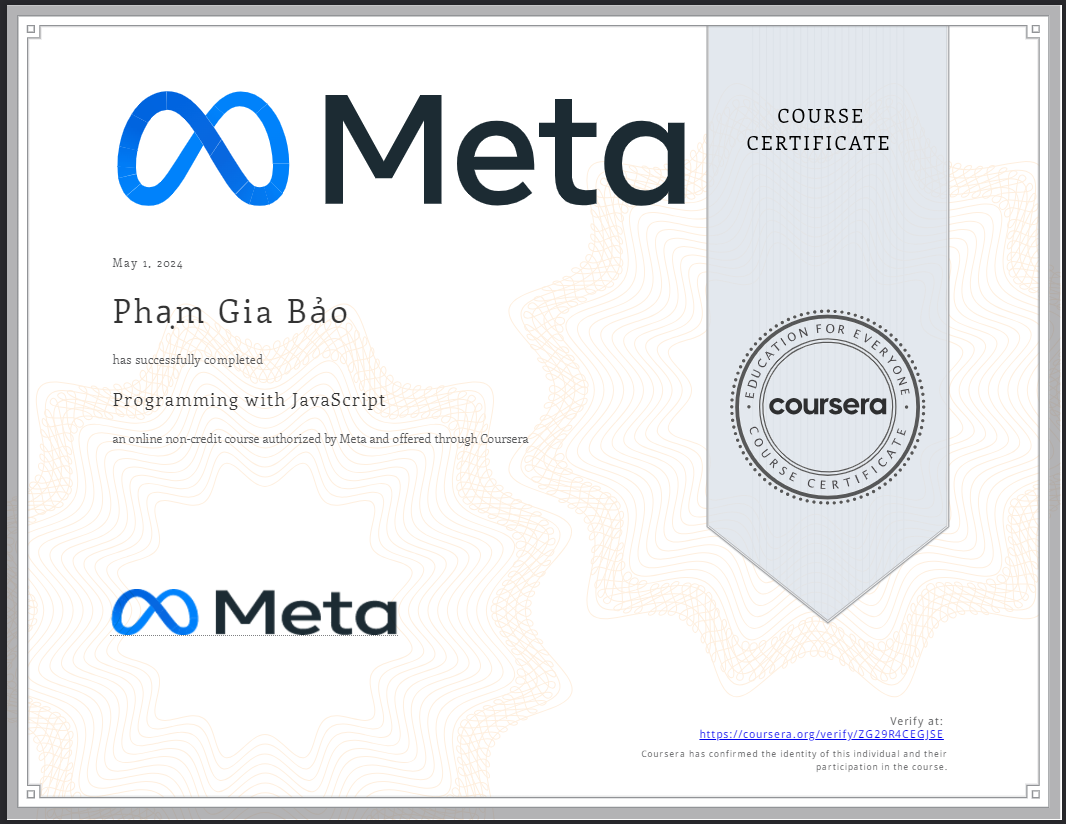 Meta
COURSE
CERTIFICATE
May 1, 2024
Phạm Gia Bảo
has successfully completed
Programming with JavaScript
an online non-credit course authorized by Meta and offered through Coursera
EDUCATION FOR EVERYONE
coursera
COURSE CERTIFICATE
Meta
Verify at:
https://coursera.org/verify/ZG29R4CEGJSE
Coursera has confirmed the identity of this individual and their
participation in the course.